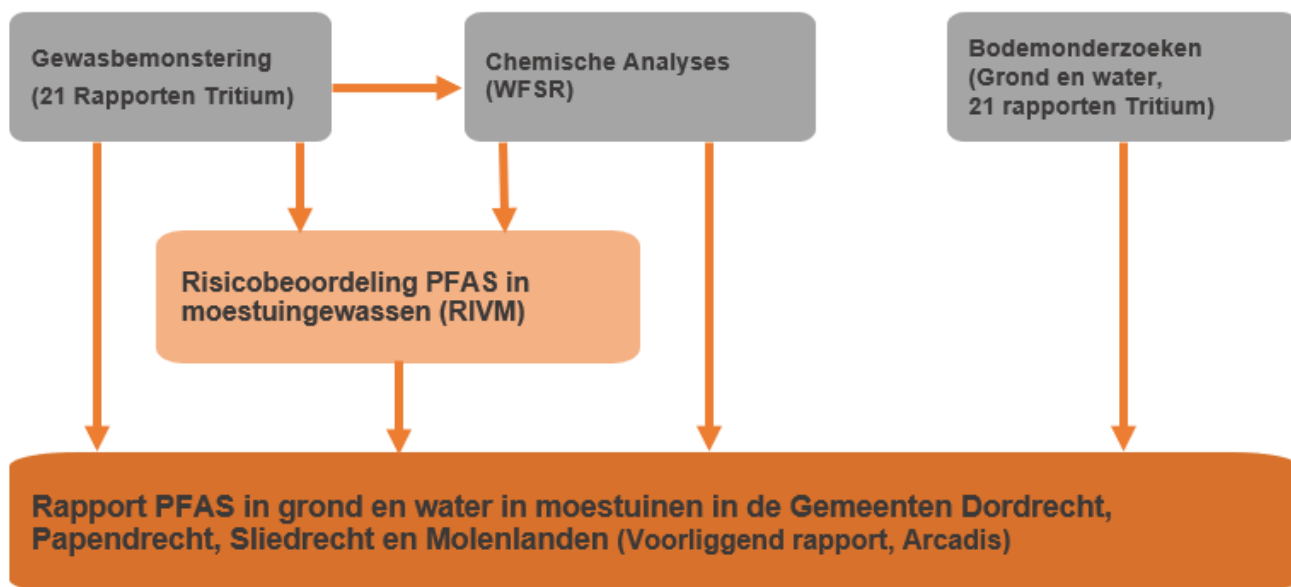 Gewasbemonstering
(21 Rapporten Tritium)
Chemische Analyses
(WFSR)
Bodemonderzoeken
(Grond en water,
21 rapporten Tritium)
Risicobeoordeling PFAS in
moestuingewassen (RIVM)
Rapport PFAS in grond en water in moestuinen in de Gemeenten Dordrecht,
Papendrecht, Sliedrecht en Molenlanden (Voorliggend rapport, Arcadis)